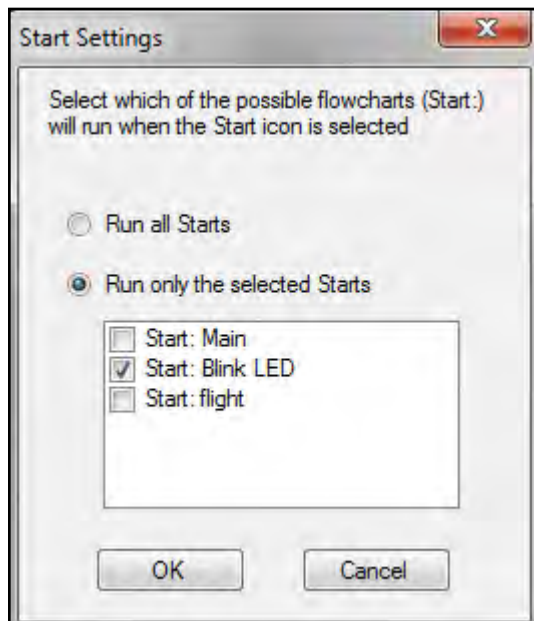 Start Settings
Select which of the possible flowcharts (Start:)
will run when the Start icon is selected
Run all Starts
Run only the selected Starts
Start: Main
Start: Blink LED
Start: flight
OK
Cancel